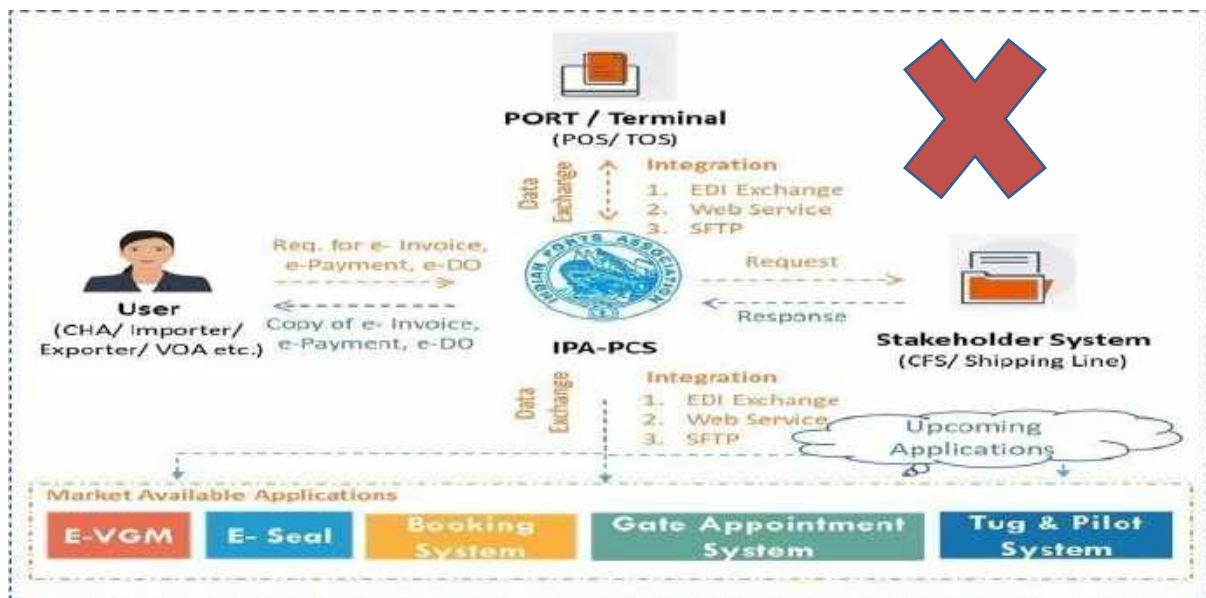 PORT / Terminal
(POS/ TOS)
Data
Exchange
Integration
1. EDI Exchange
2. Web Service
3. SFTP
Req. for e- Invoice,
e-Payment, e-DO
INDIAN PORTS ASSOCIATION
Request
User
(CHA/ Importer/
Exporter/ VOA etc.)
Copy of e- Invoice,
e-Payment, e-DO
Response
IPA-PCS
Stakeholder System
(CFS/ Shipping Line)
Data
Exchange
Integration
1. EDI Exchange
2. Web Service
3. SFTP
Upcoming
Applications
Market Available Applications
E-VGM
E- Seal
Booking
System
Gate Appointment
System
Tug & Pilot
System